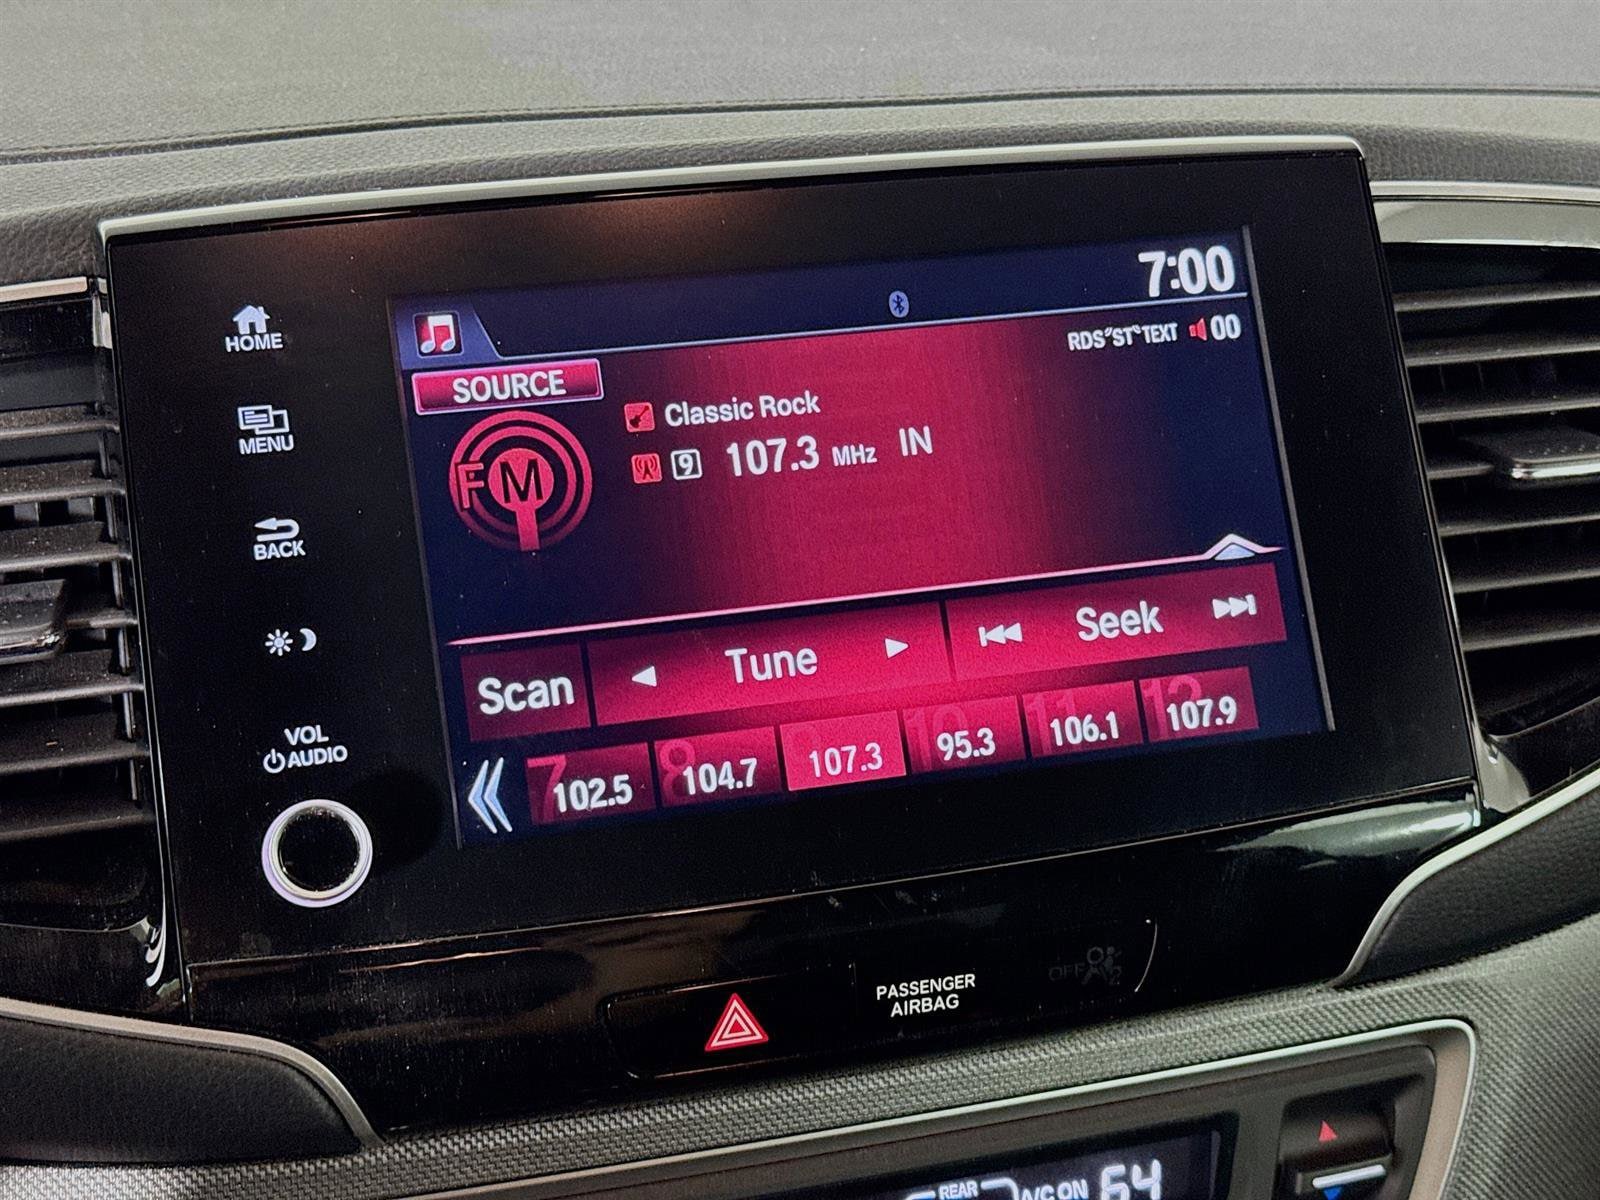 7:00
RDS ST TEXT 00
HOME
SOURCE
Classic Rock
FM
9 107.3 MHz IN
MENU
BACK
Scan Tune Seek
VOL
AUDIO
7 102.5 8 104.7 107.3 10 95.3 11 106.1 12 107.9
PASSENGER
AIRBAG
OFF
REAR A/C ON 64